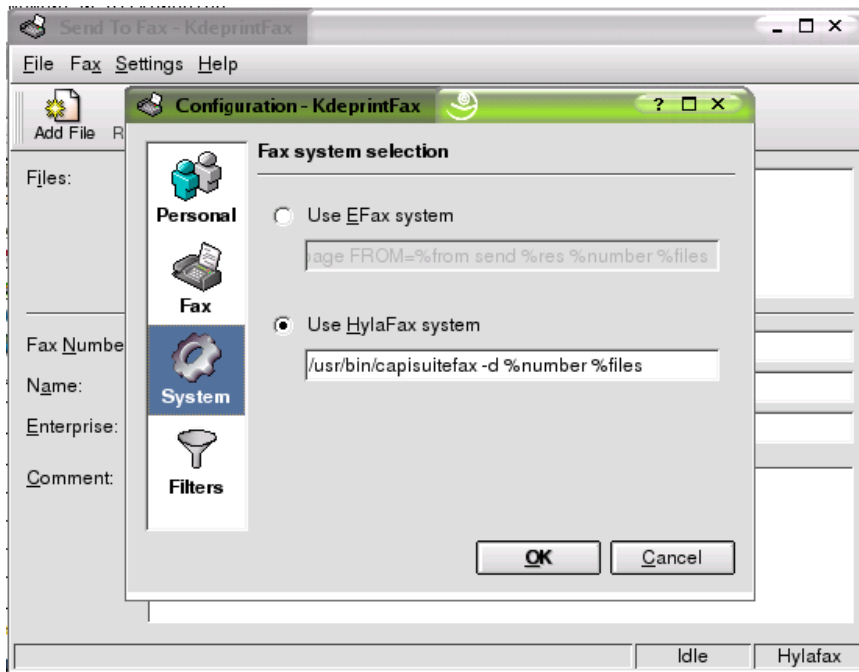 Send To Fax - KdeprintFax
File Fax Settings Help
Add File R
Configuration - KdeprintFax
Files:
Fax Numbe
Name:
Enterprise:
Comment:
Personal
Fax
System
Filters
Fax system selection
Use EFax system
page FROM=%from send %res %number %files
Use HylaFax system
/usr/bin/capisuitefax -d %number %files
OK Cancel
Idle Hylafax